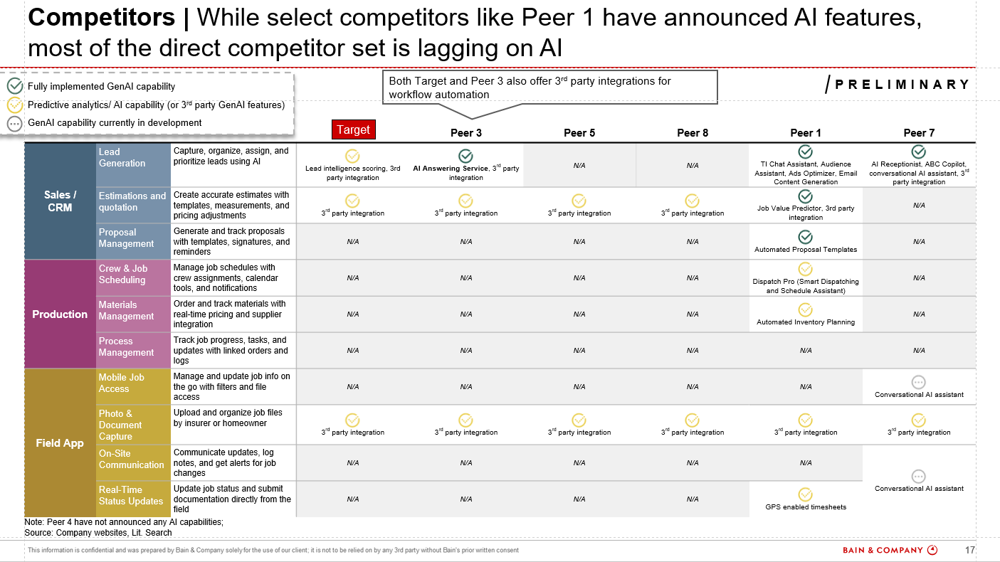 Competitors | While select competitors like Peer 1 have announced AI features,
most of the direct competitor set is lagging on AI
Fully implemented GenAI capability
Predictive analytics/ AI capability (or 3rd party GenAI features)
GenAI capability currently in development
Both Target and Peer 3 also offer 3rd party integrations for
workflow automation
PRELIMINARY
Target
Peer 3
Peer 5
Peer 8
Peer 1
Peer 7
Sales /
CRM
Lead
Generation
Capture, organize, assign, and
prioritize leads using AI
Lead intelligence scoring, 3rd
party integration
AI Answering Service, 3rd party
integration
N/A
N/A
TI Chat Assistant, Audience
Assistant, Ads Optimizer, Email
Content Generation
AI Receptionist, ABC Copilot,
conversational AI assistant, 3rd
party integration
Estimations and
quotation
Create accurate estimates with
templates, measurements, and
pricing adjustments
3rd party integration
3rd party integration
3rd party integration
3rd party integration
Job Value Predictor, 3rd party
integration
N/A
Proposal
Management
Generate and track proposals
with templates, signatures, and
reminders
N/A
N/A
N/A
N/A
Automated Proposal Templates
N/A
Production
Crew & Job
Scheduling
Manage job schedules with
crew assignments, calendar
tools, and notifications
N/A
N/A
N/A
N/A
Dispatch Pro (Smart Dispatching
and Schedule Assistant)
N/A
Materials
Management
Order and track materials with
real-time pricing and supplier
integration
N/A
N/A
N/A
N/A
Automated Inventory Planning
N/A
Process
Management
Track job progress, tasks, and
updates with linked orders and
logs
N/A
N/A
N/A
N/A
N/A
N/A
Field App
Mobile Job
Access
Manage and update job info on
the go with filters and file
access
N/A
N/A
N/A
N/A
N/A
Conversational AI assistant
Photo &
Document
Capture
Upload and organize job files
by insurer or homeowner
3rd party integration
3rd party integration
3rd party integration
3rd party integration
3rd party integration
3rd party integration
On-Site
Communication
Communicate updates, log
notes, and get alerts for job
changes
N/A
N/A
N/A
N/A
N/A
Conversational AI assistant
Real-Time
Status Updates
Update job status and submit
documentation directly from the
field
N/A
N/A
N/A
N/A
GPS enabled timesheets
Note: Peer 4 have not announced any AI capabilities;
Source: Company websites, Lit. Search
This information is confidential and was prepared by Bain & Company solely for the use of our client; it is not to be relied on by any 3rd party without Bain's prior written consent
BAIN & COMPANY
17